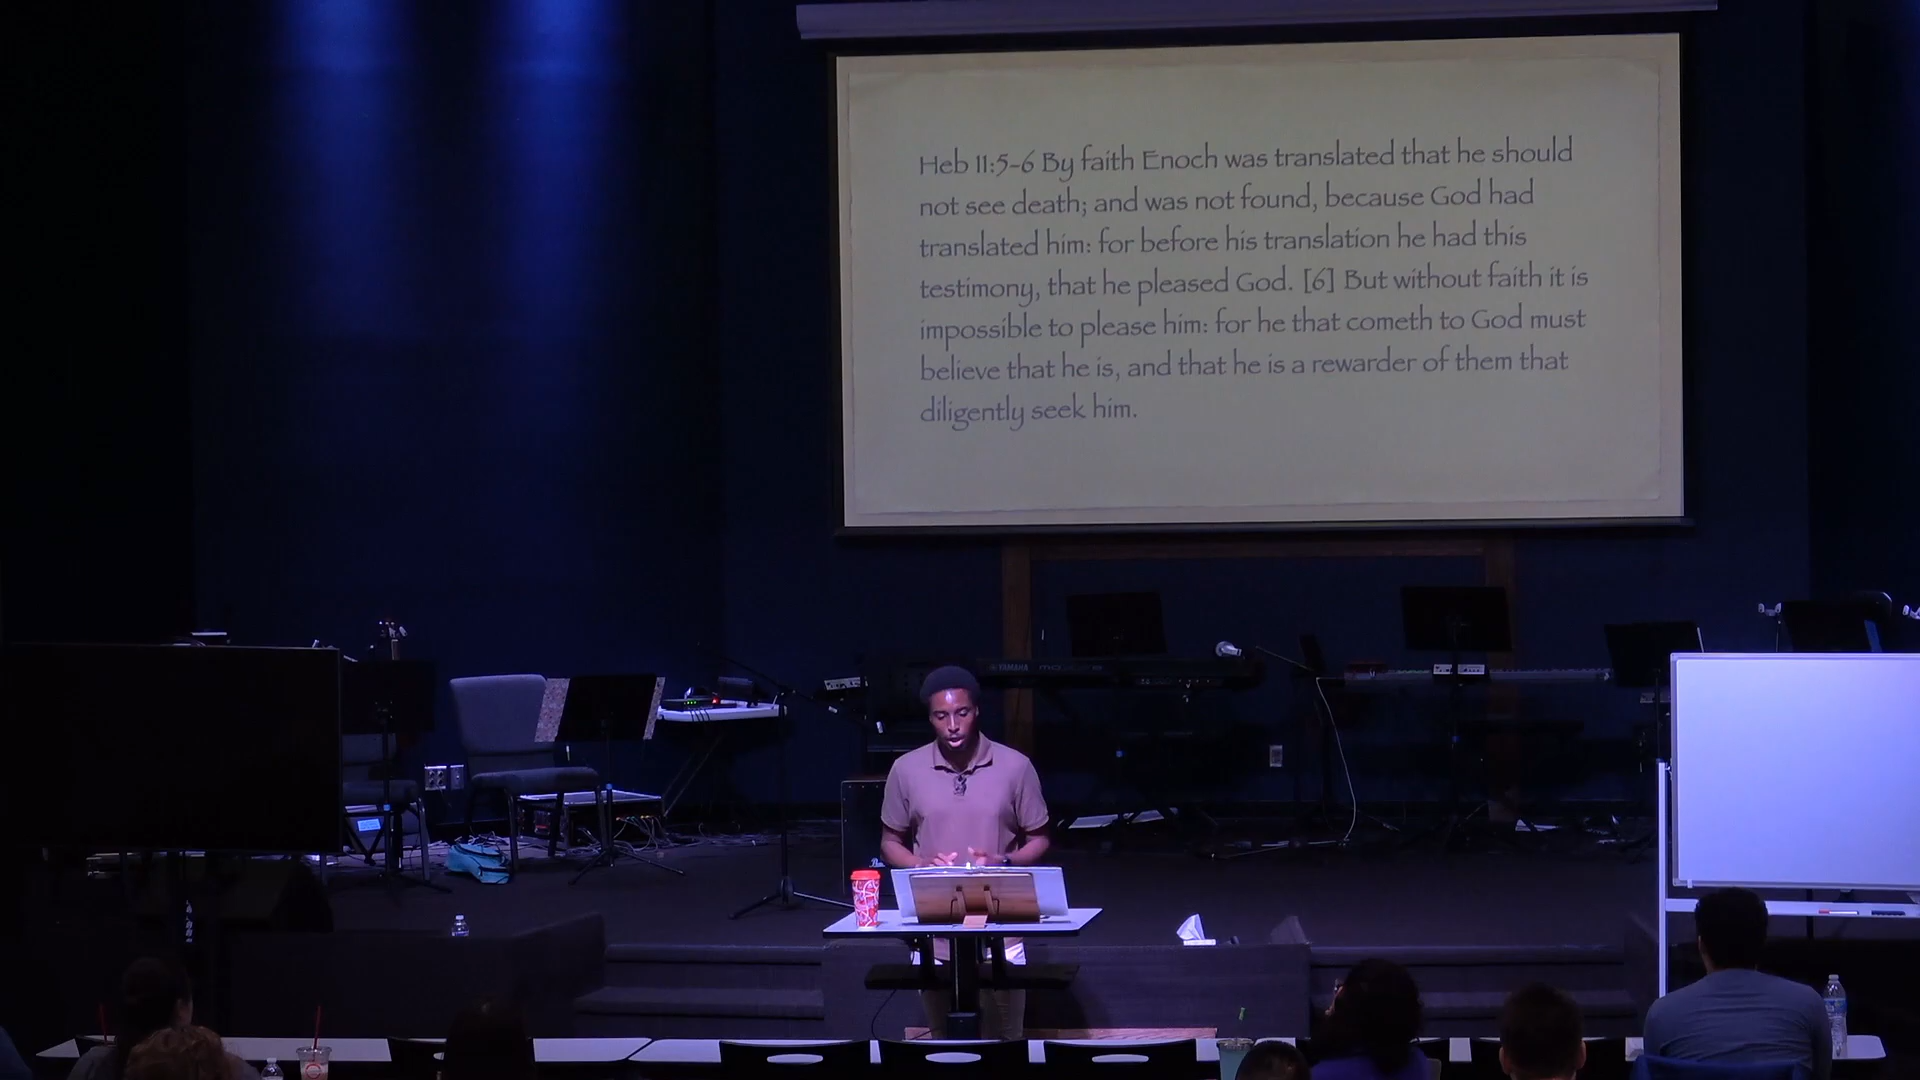 Heb 11:5-6 By faith Enoch was translated that he should
not see death; and was not found, because God had
translated him: for before his translation he had this
testimony, that he pleased God. [6] But without faith it is
impossible to please him: for he that cometh to God must
believe that he is, and that he is a rewarder of them that
diligently seek him.
YAMAHA